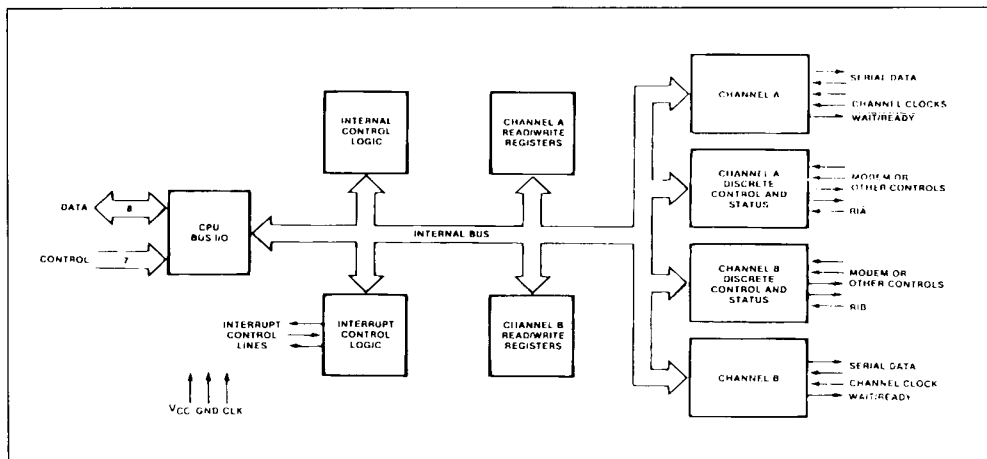 DATA
8
CONTROL
7
CPU
BUS I/O
INTERNAL
CONTROL
LOGIC
CHANNEL A
READ/WRITE
REGISTERS
INTERNAL BUS
INTERRUPT
CONTROL
LINES
INTERRUPT
CONTROL
LOGIC
CHANNEL B
READ/WRITE
REGISTERS
VCC GND CLK
CHANNEL A
SERIAL DATA
CHANNEL CLOCKS
WAIT/READY
CHANNEL A
DISCRETE
CONTROL AND
STATUS
MODEM OR
OTHER CONTROLS
RIA
CHANNEL B
DISCRETE
CONTROL AND
STATUS
MODEM OR
OTHER CONTROLS
RIB
CHANNEL B
SERIAL DATA
CHANNEL CLOCK
WAIT/READY